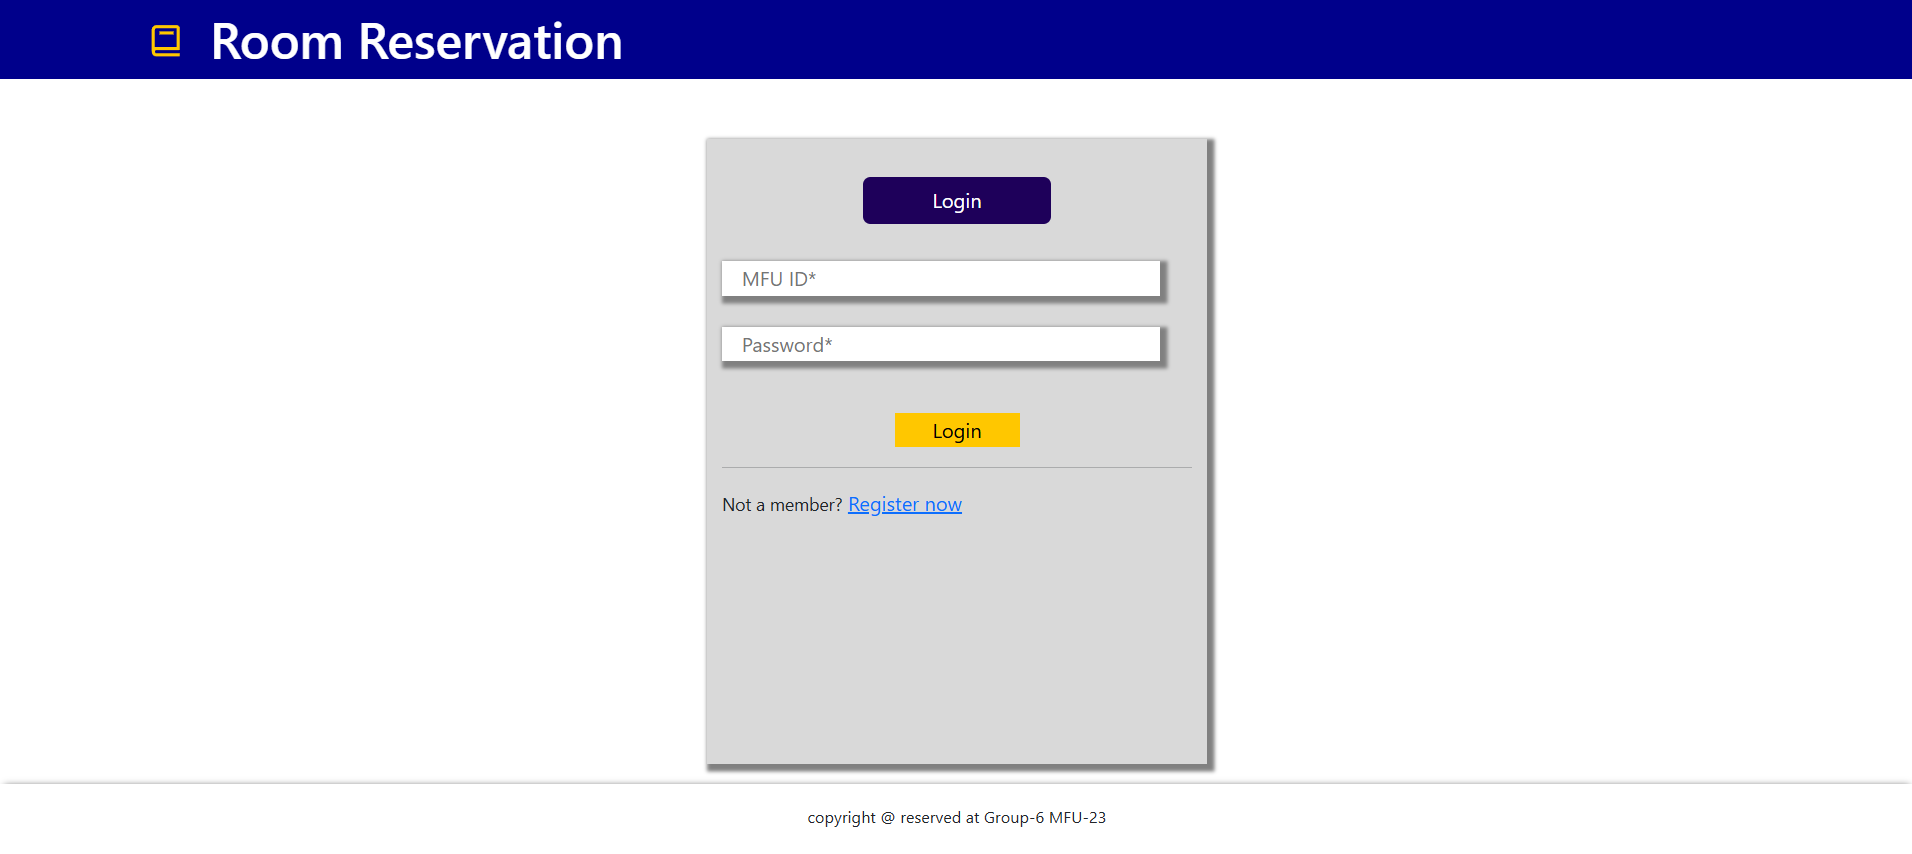 Room Reservation
Login
MFU ID*
Password*
Login
Not a member? Register now
copyright @ reserved at Group-6 MFU-23